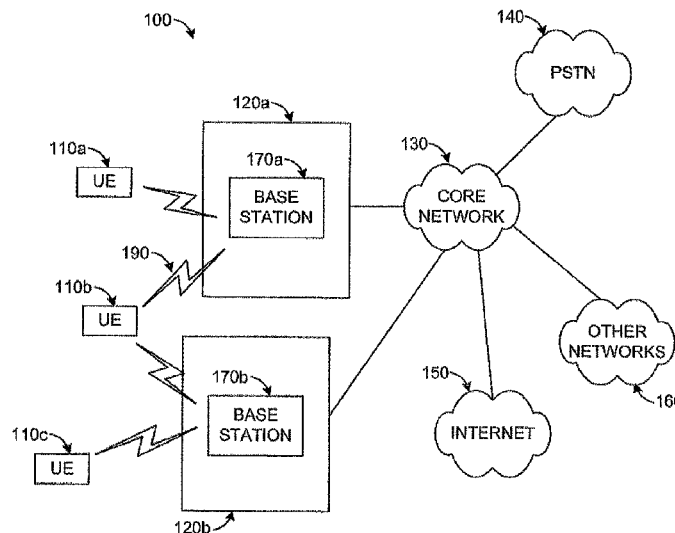 100
140
PSTN
120a
110a
UE
170a
BASE
STATION
130
CORE
NETWORK
190
110b
UE
OTHER
NETWORKS
160
170b
BASE
STATION
150
INTERNET
110c
UE
120b